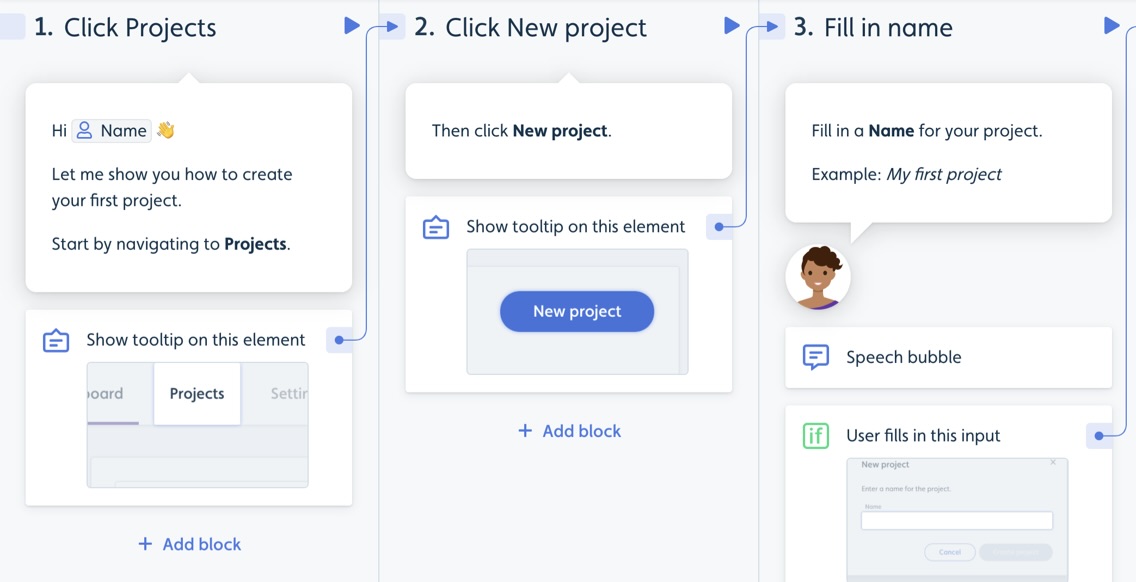 1. Click Projects
Hi Name 👋
Let me show you how to create
your first project.
Start by navigating to Projects.
Show tooltip on this element
board
Projects
Settin
+ Add block
2. Click New project
Then click New project.
Show tooltip on this element
New project
+ Add block
3. Fill in name
Fill in a Name for your project.
Example: My first project
Speech bubble
if User fills in this input
New project
Enter a name for the project.
Name
Cancel